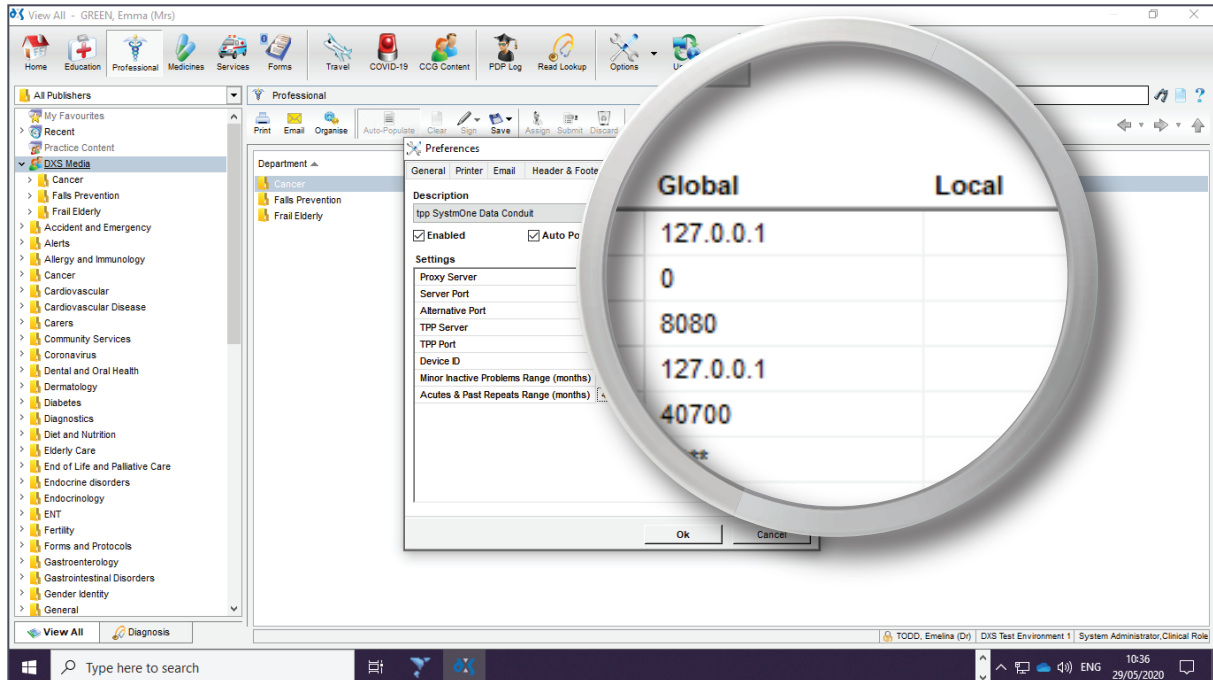 View All - GREEN, Emma (Mrs)
Home Education Professional Medicines Services Forms Travel COVID-19 CCG Content PDP Log Read Lookup Options
All Publishers
Professional
My Favourites
Recent
Practice Content
DXS Media
Cancer
Falls Prevention
Frail Elderly
Accident and Emergency
Alerts
Allergy and Immunology
Cancer
Cardiovascular
Cardiovascular Disease
Carers
Community Services
Coronavirus
Dental and Oral Health
Dermatology
Diabetes
Diagnostics
Diet and Nutrition
Elderly Care
End of Life and Palliative Care
Endocrine disorders
Endocrinology
ENT
Fertility
Forms and Protocols
Gastroenterology
Gastrointestinal Disorders
Gender Identity
General
View All Diagnosis
Print Email Organise Auto-Populate Clear Sign Save Assign Submit Discard
Department
Cancer
Falls Prevention
Frail Elderly
Preferences
General Printer Email Header & Foote
Description
tpp SystmOne Data Conduit
Enabled Auto Po
Settings
Proxy Server
Server Port
Alternative Port
TPP Server
TPP Port
Device ID
Minor Inactive Problems Range (months)
Acutes & Past Repeats Range (months)
Ok Cancel
Global Local
127.0.0.1
0
8080
127.0.0.1
40700
**
TODD, Emelina (Dr) DXS Test Environment 1 System Administrator,Clinical Role
Type here to search
ENG
10:36
29/05/2020